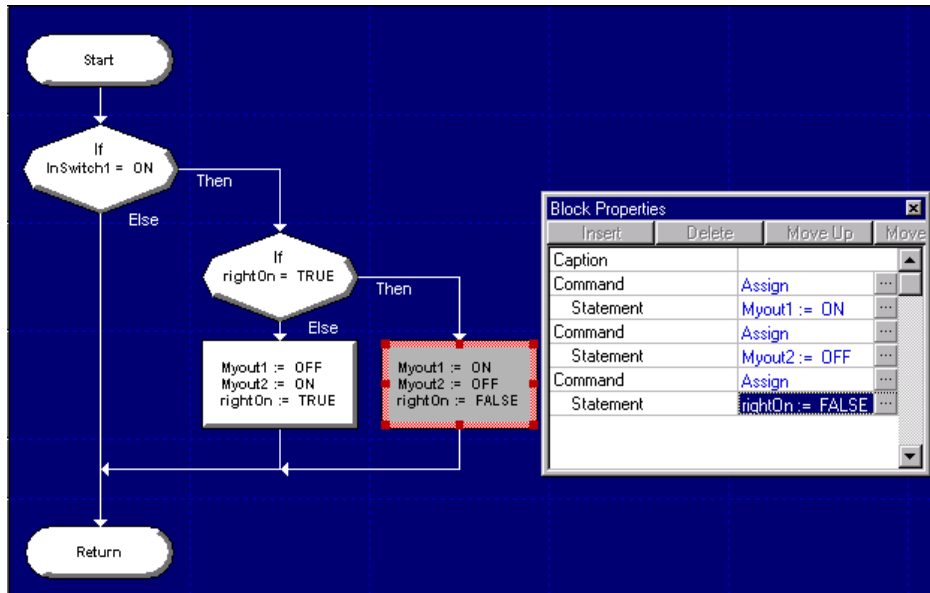 Start
If
InSwitch1 = ON
Then
Else
If
rightOn = TRUE
Then
Else
Myout1 := OFF
Myout2 := ON
rightOn := TRUE
Myout1 := ON
Myout2 := OFF
rightOn := FALSE
Return
Block Properties
Insert Delete Move Up Move
Caption
Command Assign ...
Statement Myout1 := ON ...
Command Assign ...
Statement Myout2 := OFF ...
Command Assign ...
Statement rightOn := FALSE ...